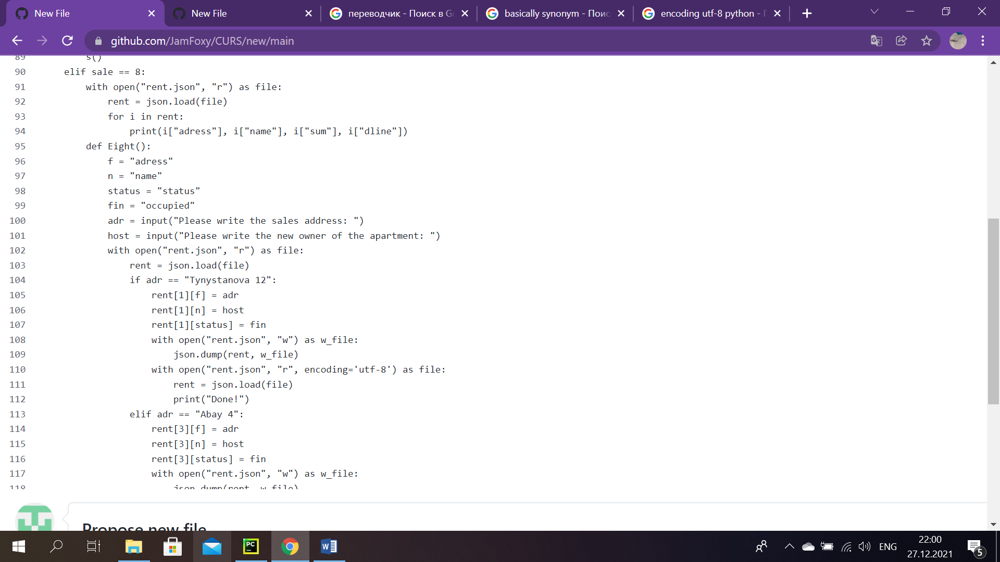 New File
New File
переводчик - Поиск в Go
basically synonym - Поис
encoding utf-8 python - П
github.com/JamFoxy/CURS/new/main
89 s()
90 elif sale == 8:
91 with open("rent.json", "r") as file:
92 rent = json.load(file)
93 for i in rent:
94 print(i["adress"], i["name"], i["sum"], i["dline"])
95 def Eight():
96 f = "adress"
97 n = "name"
98 status = "status"
99 fin = "occupied"
100 adr = input("Please write the sales address: ")
101 host = input("Please write the new owner of the apartment: ")
102 with open("rent.json", "r") as file:
103 rent = json.load(file)
104 if adr == "Tynystanova 12":
105 rent[1][f] = adr
106 rent[1][n] = host
107 rent[1][status] = fin
108 with open("rent.json", "w") as w_file:
109 json.dump(rent, w_file)
110 with open("rent.json", "r", encoding='utf-8') as file:
111 rent = json.load(file)
112 print("Done!")
113 elif adr == "Abay 4":
114 rent[3][f] = adr
115 rent[3][n] = host
116 rent[3][status] = fin
117 with open("rent.json", "w") as w_file:
118 json.dump(rent, w_file)
Propose new file
PC
W
ENG
22:00
27.12.2021
5